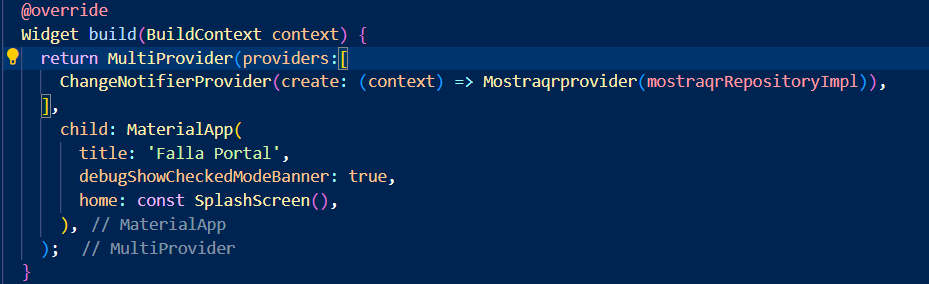 @override
Widget build(BuildContext context) {
return MultiProvider(providers:[
ChangeNotifierProvider(create: (context) => Mostraqrprovider(mostraqrRepositoryImpl)),
],
child: MaterialApp(
title: 'Falla Portal',
debugShowCheckedModeBanner: true,
home: const SplashScreen(),
), // MaterialApp
); // MultiProvider
}